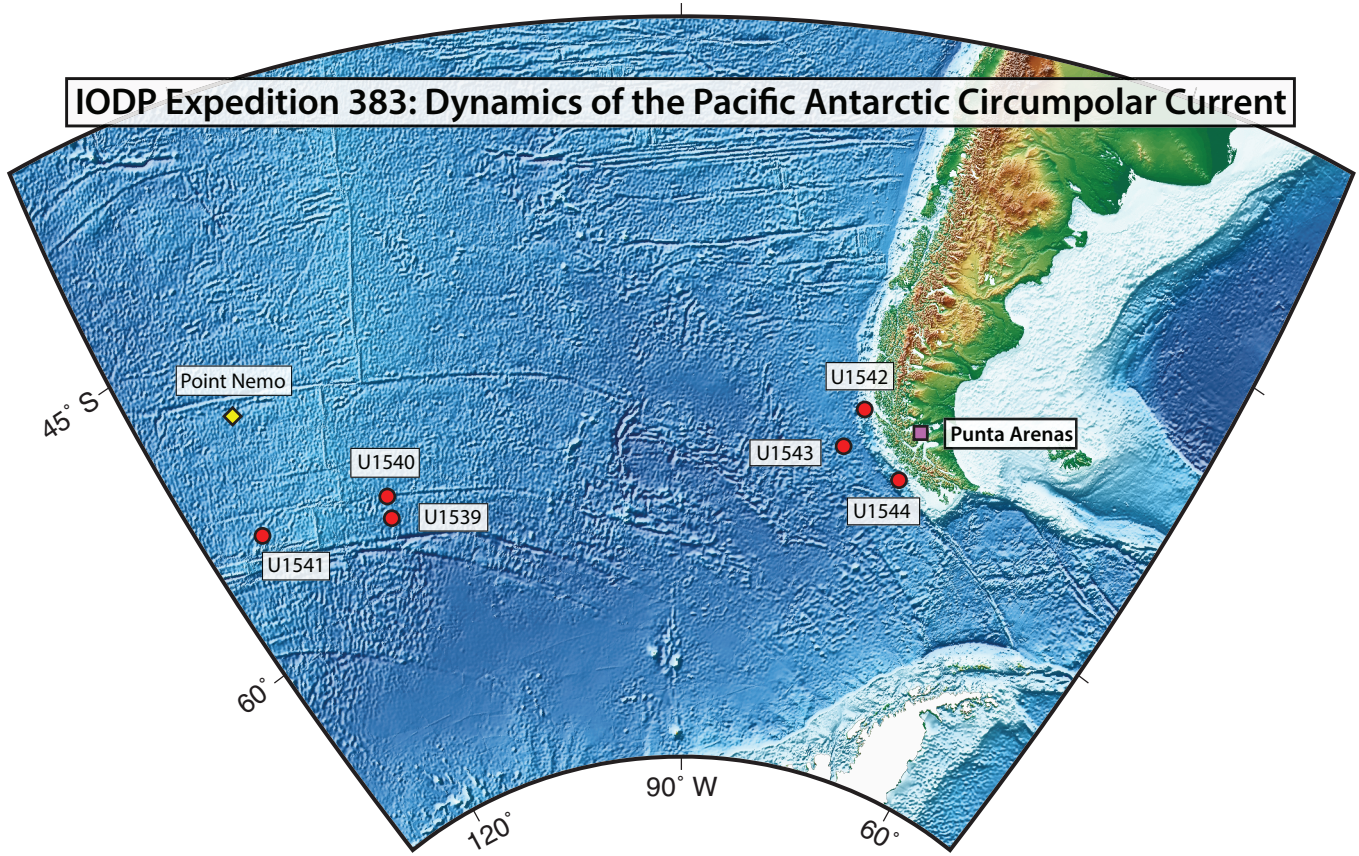 IODP Expedition 383: Dynamics of the Pacific Antarctic Circumpolar Current
Point Nemo
U1542
45° S
Punta Arenas
U1543
U1540
U1544
U1539
U1541
60°
90° W
120°
60°